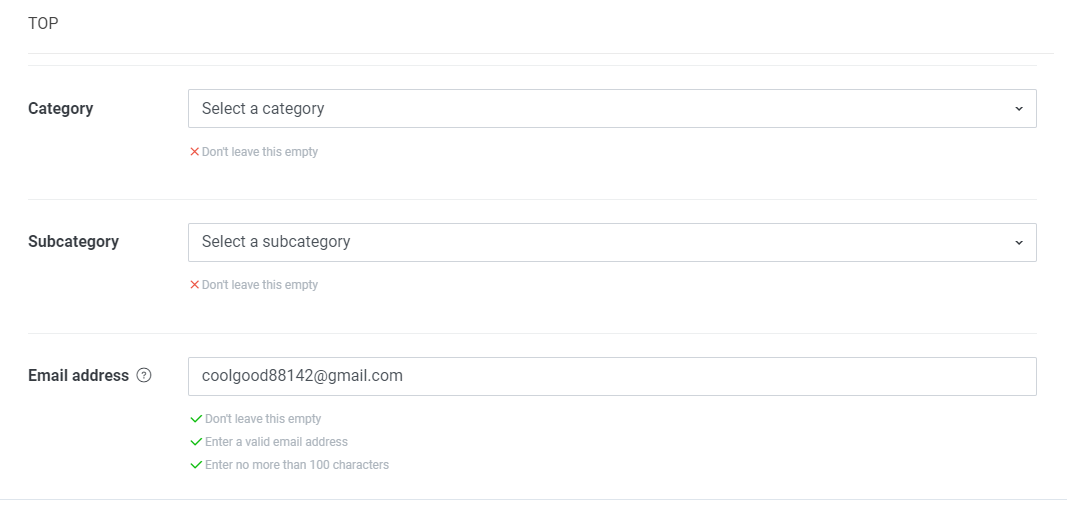 TOP
Category
Select a category
Don't leave this empty
Subcategory
Select a subcategory
Don't leave this empty
Email address ?
coolgood88142@gmail.com
Don't leave this empty
Enter a valid email address
Enter no more than 100 characters